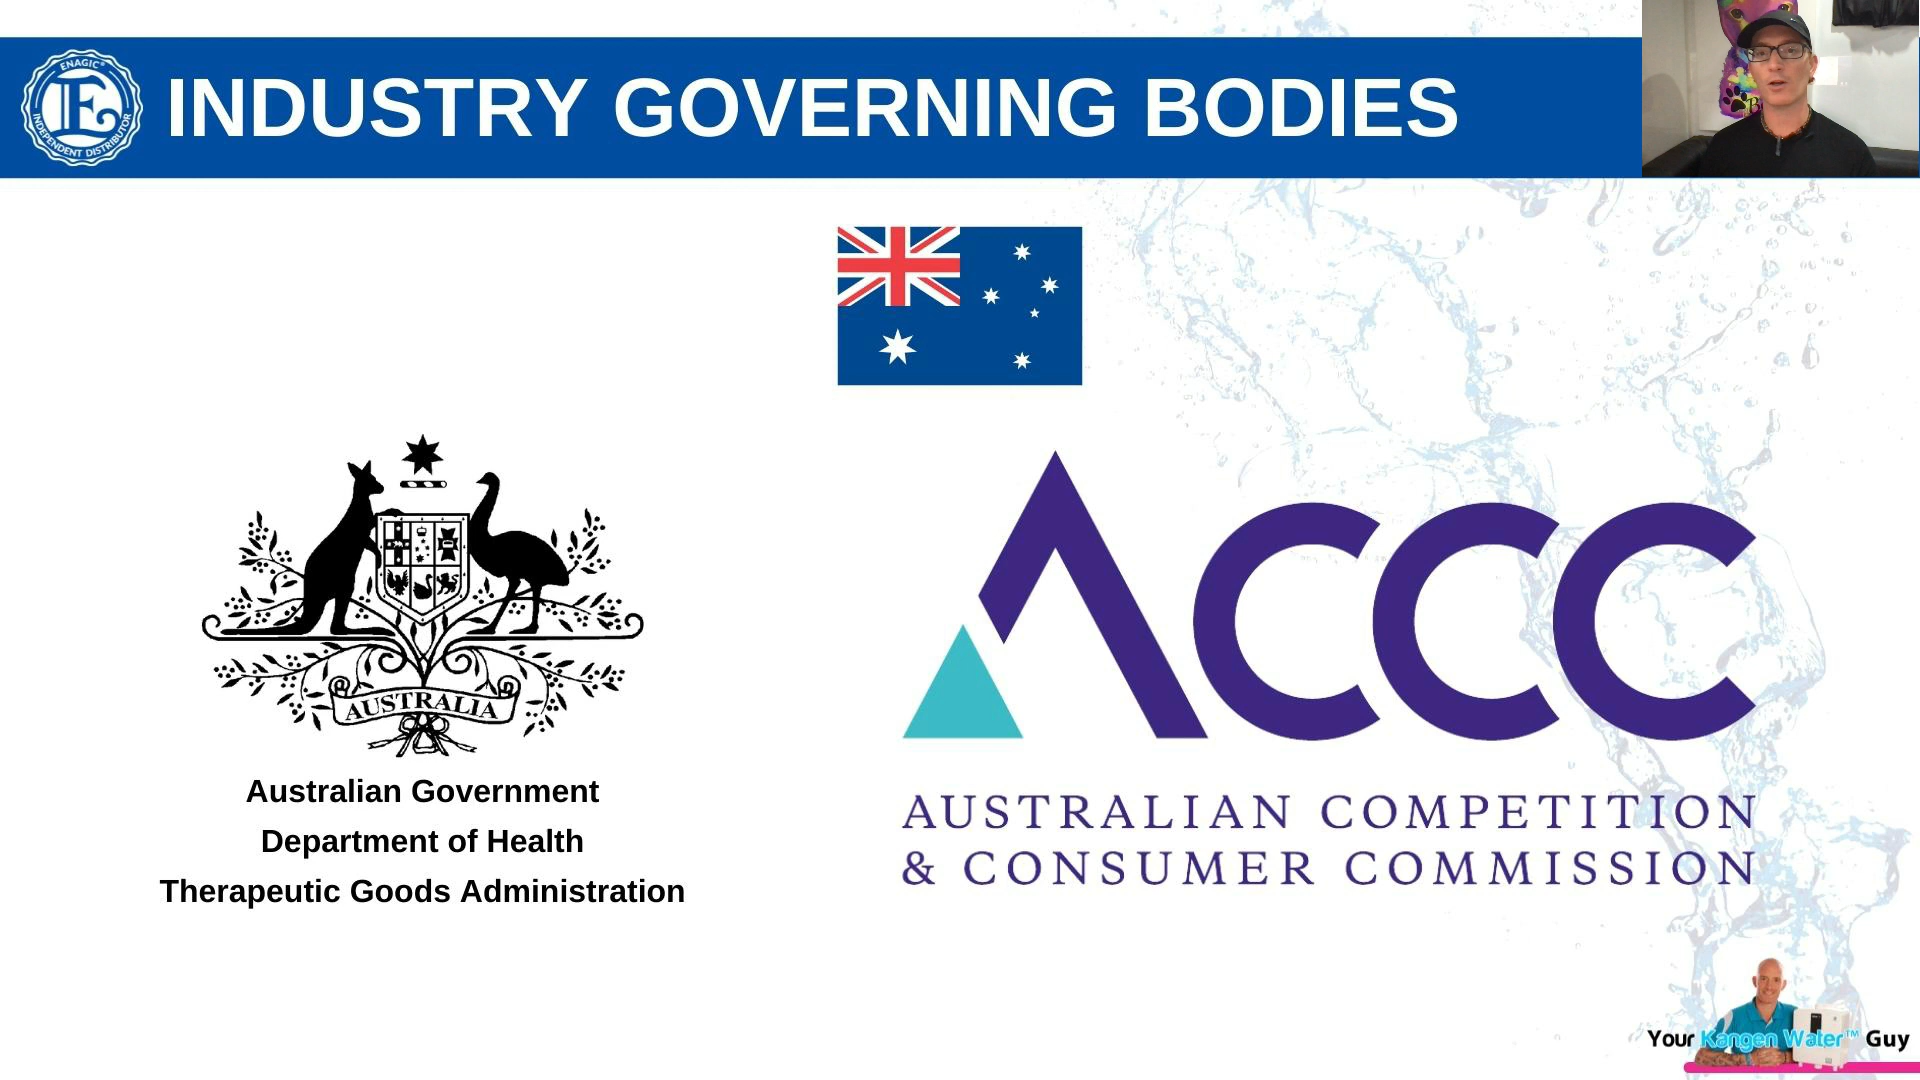 ENAGIC®
INDEPENDENT DISTRIBUTOR
INDUSTRY GOVERNING BODIES
AUSTRALIA
Australian Government
Department of Health
Therapeutic Goods Administration
ACCC
AUSTRALIAN COMPETITION
& CONSUMER COMMISSION
Your Kangen Water™ Guy